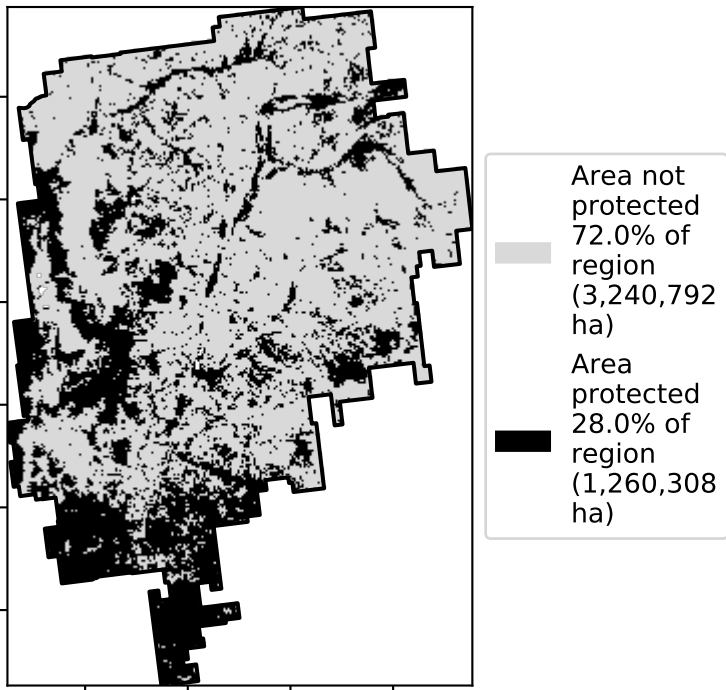 Area not
protected
72.0% of
region
(3,240,792
ha)
Area
protected
28.0% of
region
(1,260,308
ha)